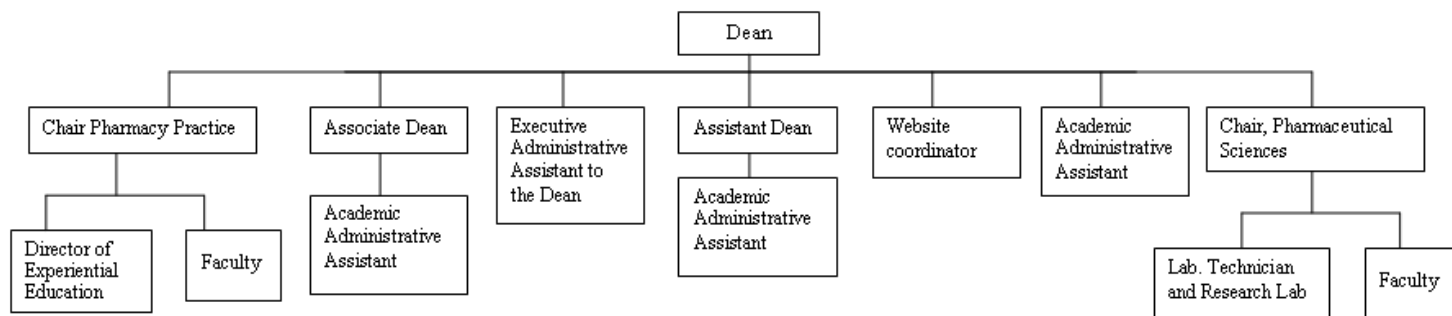 Dean
Chair Pharmacy Practice
Associate Dean
Executive
Administrative
Assistant to
the Dean
Assistant Dean
Website
coordinator
Academic
Administrative
Assistant
Chair, Pharmaceutical
Sciences
Director of
Experiential
Education
Faculty
Academic
Administrative
Assistant
Academic
Administrative
Assistant
Lab. Technician
and Research Lab
Faculty